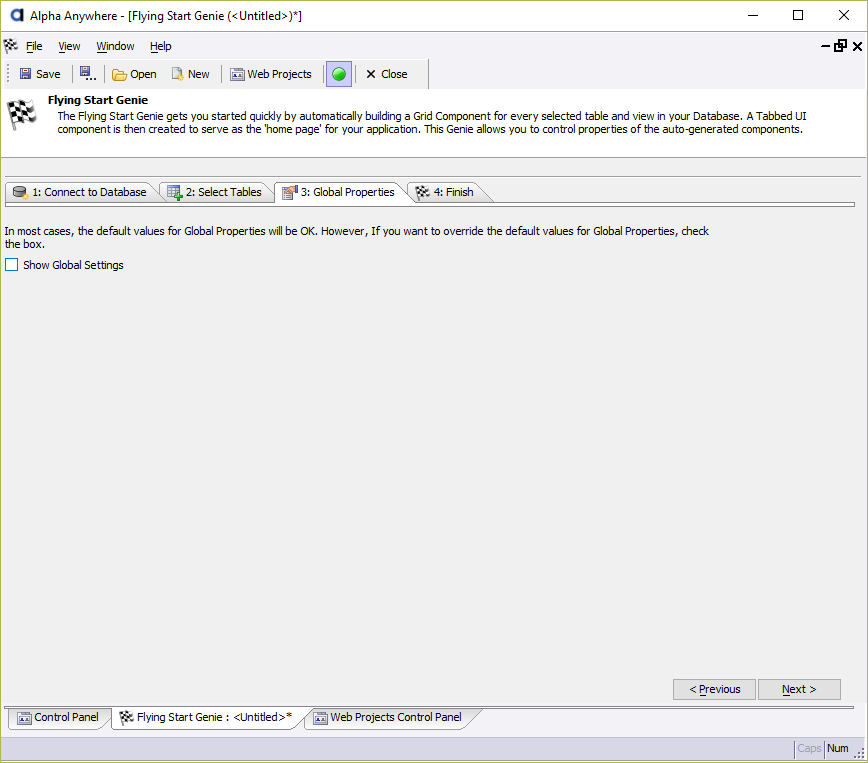 Alpha Anywhere - [Flying Start Genie (<Untitled>)*]
File View Window Help
Save Open New Web Projects Close
Flying Start Genie
The Flying Start Genie gets you started quickly by automatically building a Grid Component for every selected table and view in your Database. A Tabbed UI
component is then created to serve as the 'home page' for your application. This Genie allows you to control properties of the auto-generated components.
1: Connect to Database 2: Select Tables 3: Global Properties 4: Finish
In most cases, the default values for Global Properties will be OK. However, If you want to override the default values for Global Properties, check
the box.
Show Global Settings
< Previous Next >
Control Panel Flying Start Genie : <Untitled>* Web Projects Control Panel
Caps Num